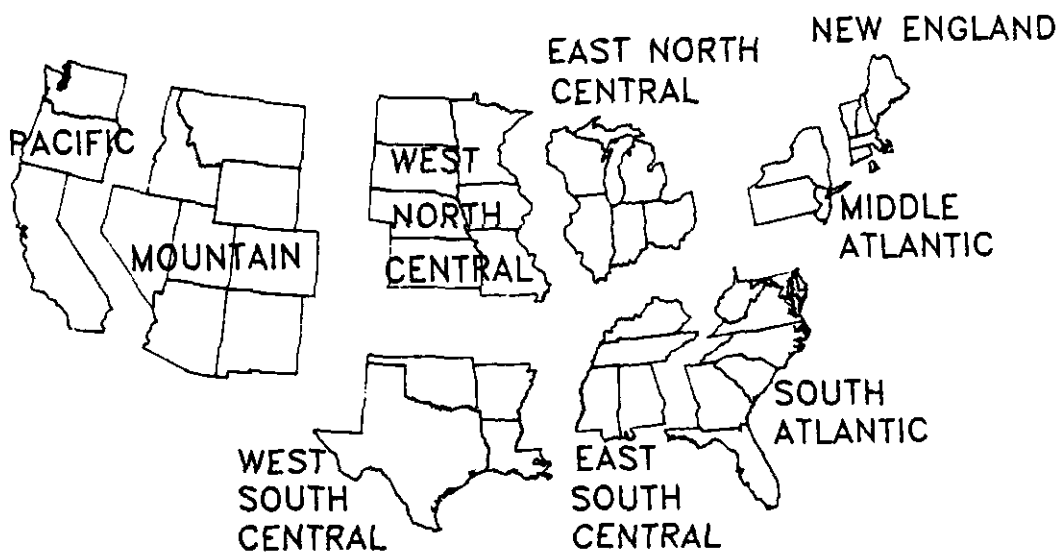 NEW ENGLAND
EAST NORTH
CENTRAL
PACIFIC
WEST
NORTH
CENTRAL
MOUNTAIN
MIDDLE
ATLANTIC
SOUTH
ATLANTIC
WEST
SOUTH
CENTRAL
EAST
SOUTH
CENTRAL